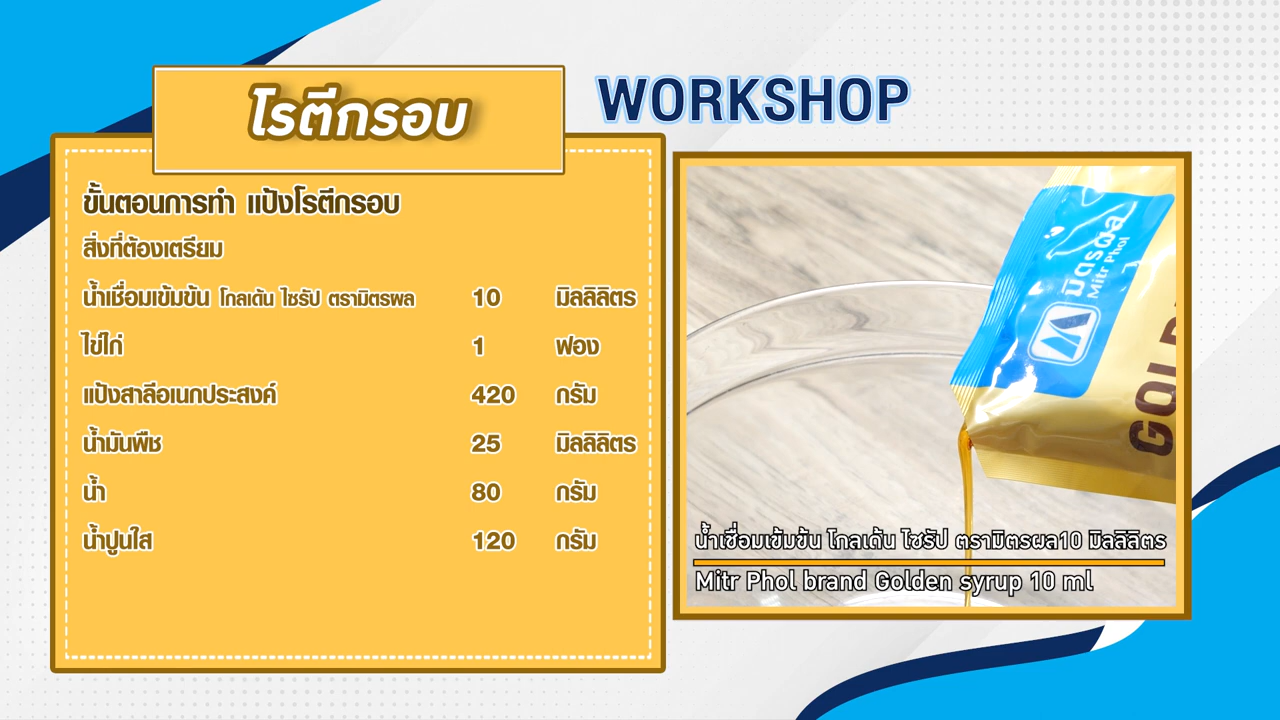 โรตีกรอบ
WORKSHOP
ขั้นตอนการทำ แป้งโรตีกรอบ
สิ่งที่ต้องเตรียม
น้ำเชื่อมเข้มข้น โกลเด้น ไซรัป ตรามิตรผล 10 มิลลิลิตร
ไข่ไก่ 1 ฟอง
แป้งสาลีอเนกประสงค์ 420 กรัม
น้ำมันพืช 25 มิลลิลิตร
น้ำ 80 กรัม
น้ำปูนใส 120 กรัม
มิตรผล
Mitr Phol
น้ำเชื่อมเข้มข้น โกลเด้น ไซรัป ตรามิตรผล10 มิลลิลิตร
Mitr Phol brand Golden syrup 10 ml